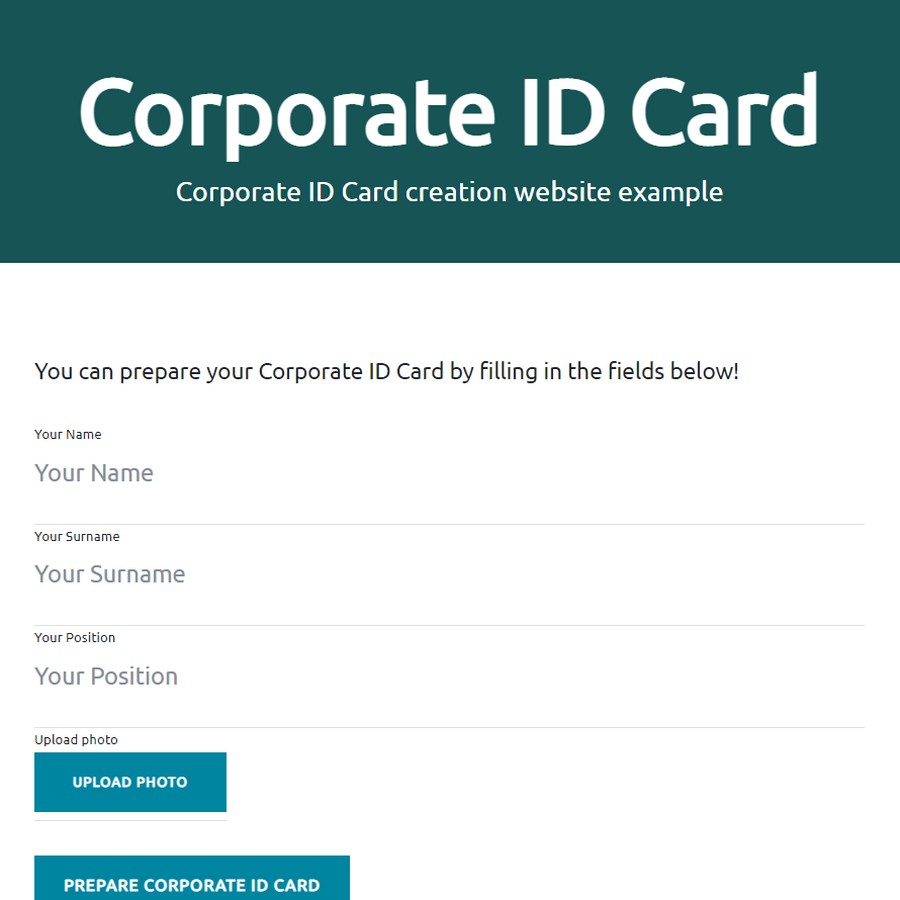 Corporate ID Card
Corporate ID Card creation website example
You can prepare your Corporate ID Card by filling in the fields below!
Your Name
Your Name
Your Surname
Your Surname
Your Position
Your Position
Upload photo
UPLOAD PHOTO
PREPARE CORPORATE ID CARD